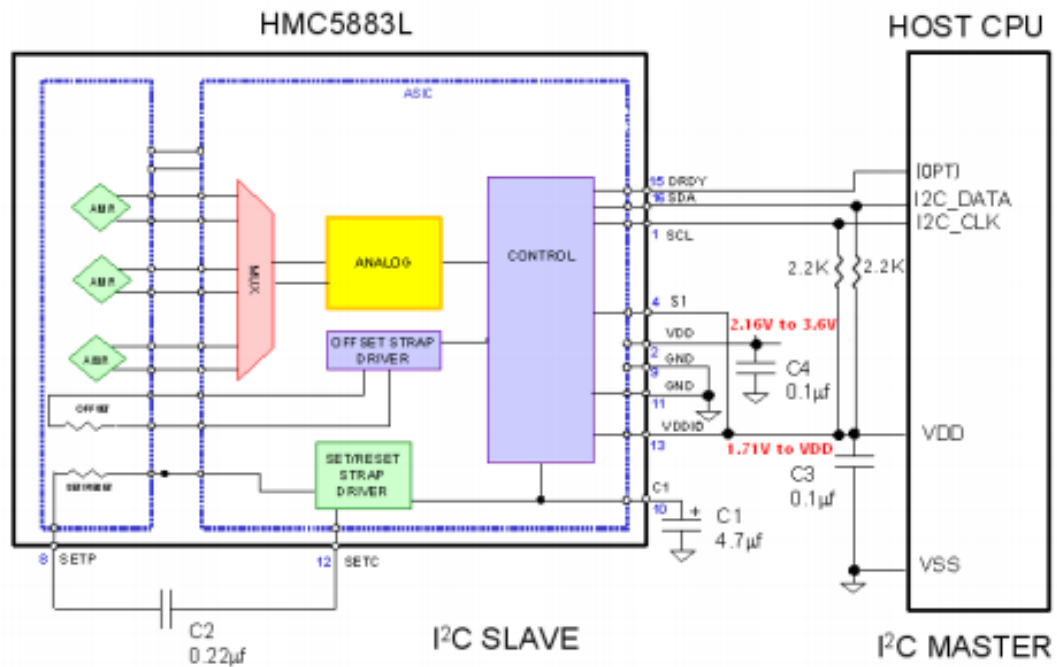 HMC5883L
HOST CPU
ASIC
AMR
AMR
AMR
MUX
ANALOG
CONTROL
OFFSET STRAP
DRIVER
OFFSET
SET/RESET
STRAP
DRIVER
SET/RESET
15 DRDY
16 SDA
1 SCL
4 S1
VDD
2
GND
9
GND
11
VDDIO
13
C1
10
8 SETP
12 SETC
(OPT)
I2C_DATA
I2C_CLK
2.2K
2.2K
2.16V to 3.6V
C4
0.1µf
1.71V to VDD
VDD
C3
0.1µf
C1
4.7µf
+
VSS
C2
0.22µf
I²C SLAVE
I²C MASTER